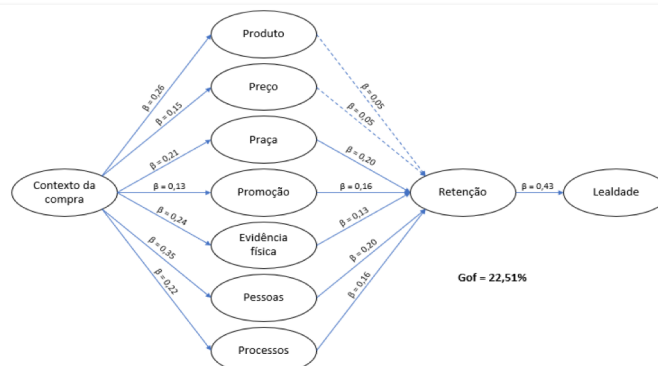 Produto
β = 0,26
β = 0,05
Preço
β = 0,15
β = 0,05
Praça
β = 0,21
β = 0,20
Contexto da
compra
β = 0,13
Promoção
β = 0,16
Retenção
β = 0,43
Lealdade
β = 0,24
Evidência
física
β = 0,13
β = 0,35
Pessoas
β = 0,20
Gof = 22,51%
β = 0,22
Processos
β = 0,16